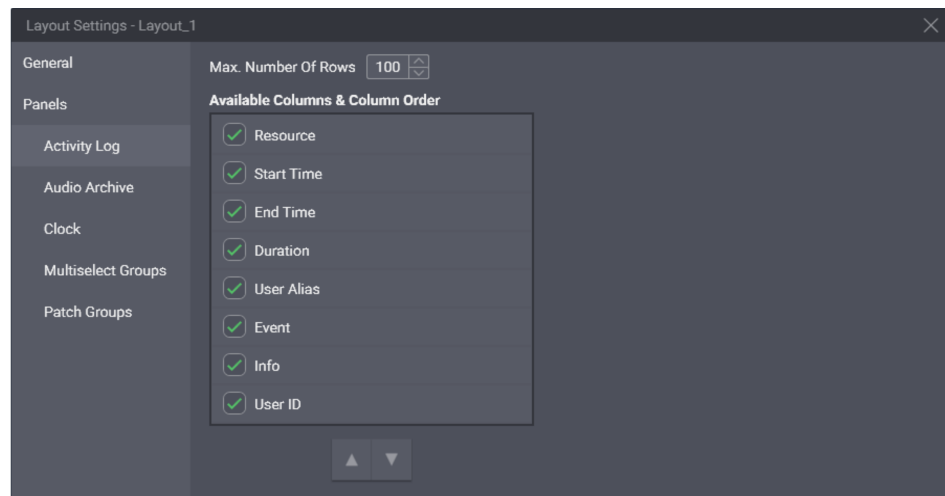 Layout Settings - Layout_1
General
Panels
Activity Log
Audio Archive
Clock
Multiselect Groups
Patch Groups
Max. Number Of Rows 100
Available Columns & Column Order
Resource
Start Time
End Time
Duration
User Alias
Event
Info
User ID